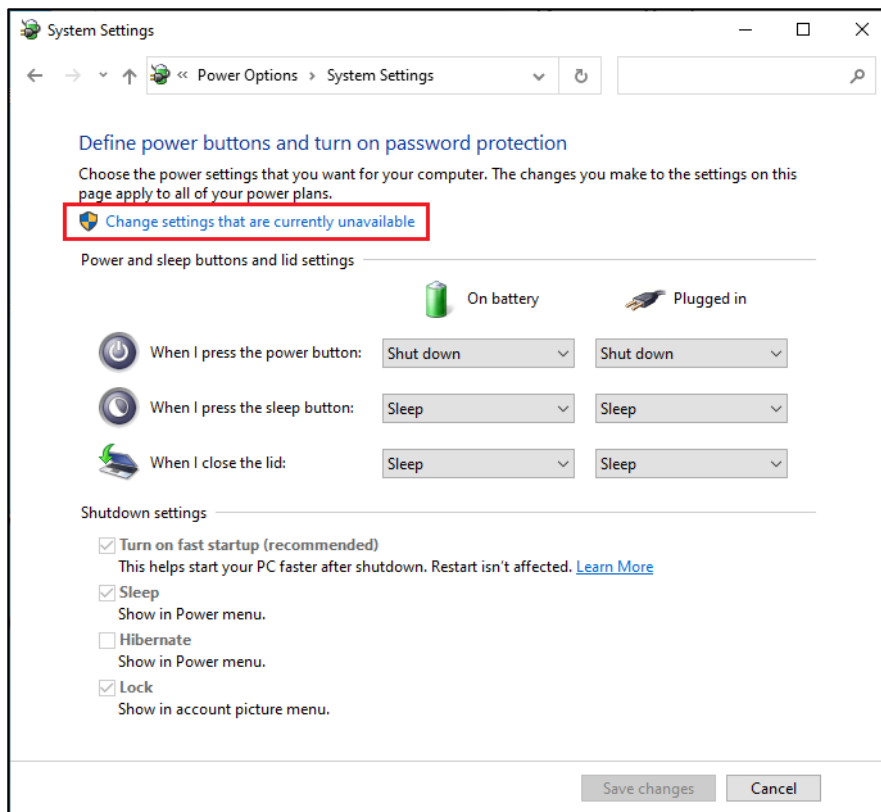 System Settings
« Power Options › System Settings
Define power buttons and turn on password protection
Choose the power settings that you want for your computer. The changes you make to the settings on this
page apply to all of your power plans.
Change settings that are currently unavailable
Power and sleep buttons and lid settings
On battery Plugged in
When I press the power button: Shut down Shut down
When I press the sleep button: Sleep Sleep
When I close the lid: Sleep Sleep
Shutdown settings
Turn on fast startup (recommended)
This helps start your PC faster after shutdown. Restart isn't affected. Learn More
Sleep
Show in Power menu.
Hibernate
Show in Power menu.
Lock
Show in account picture menu.
Save changes Cancel